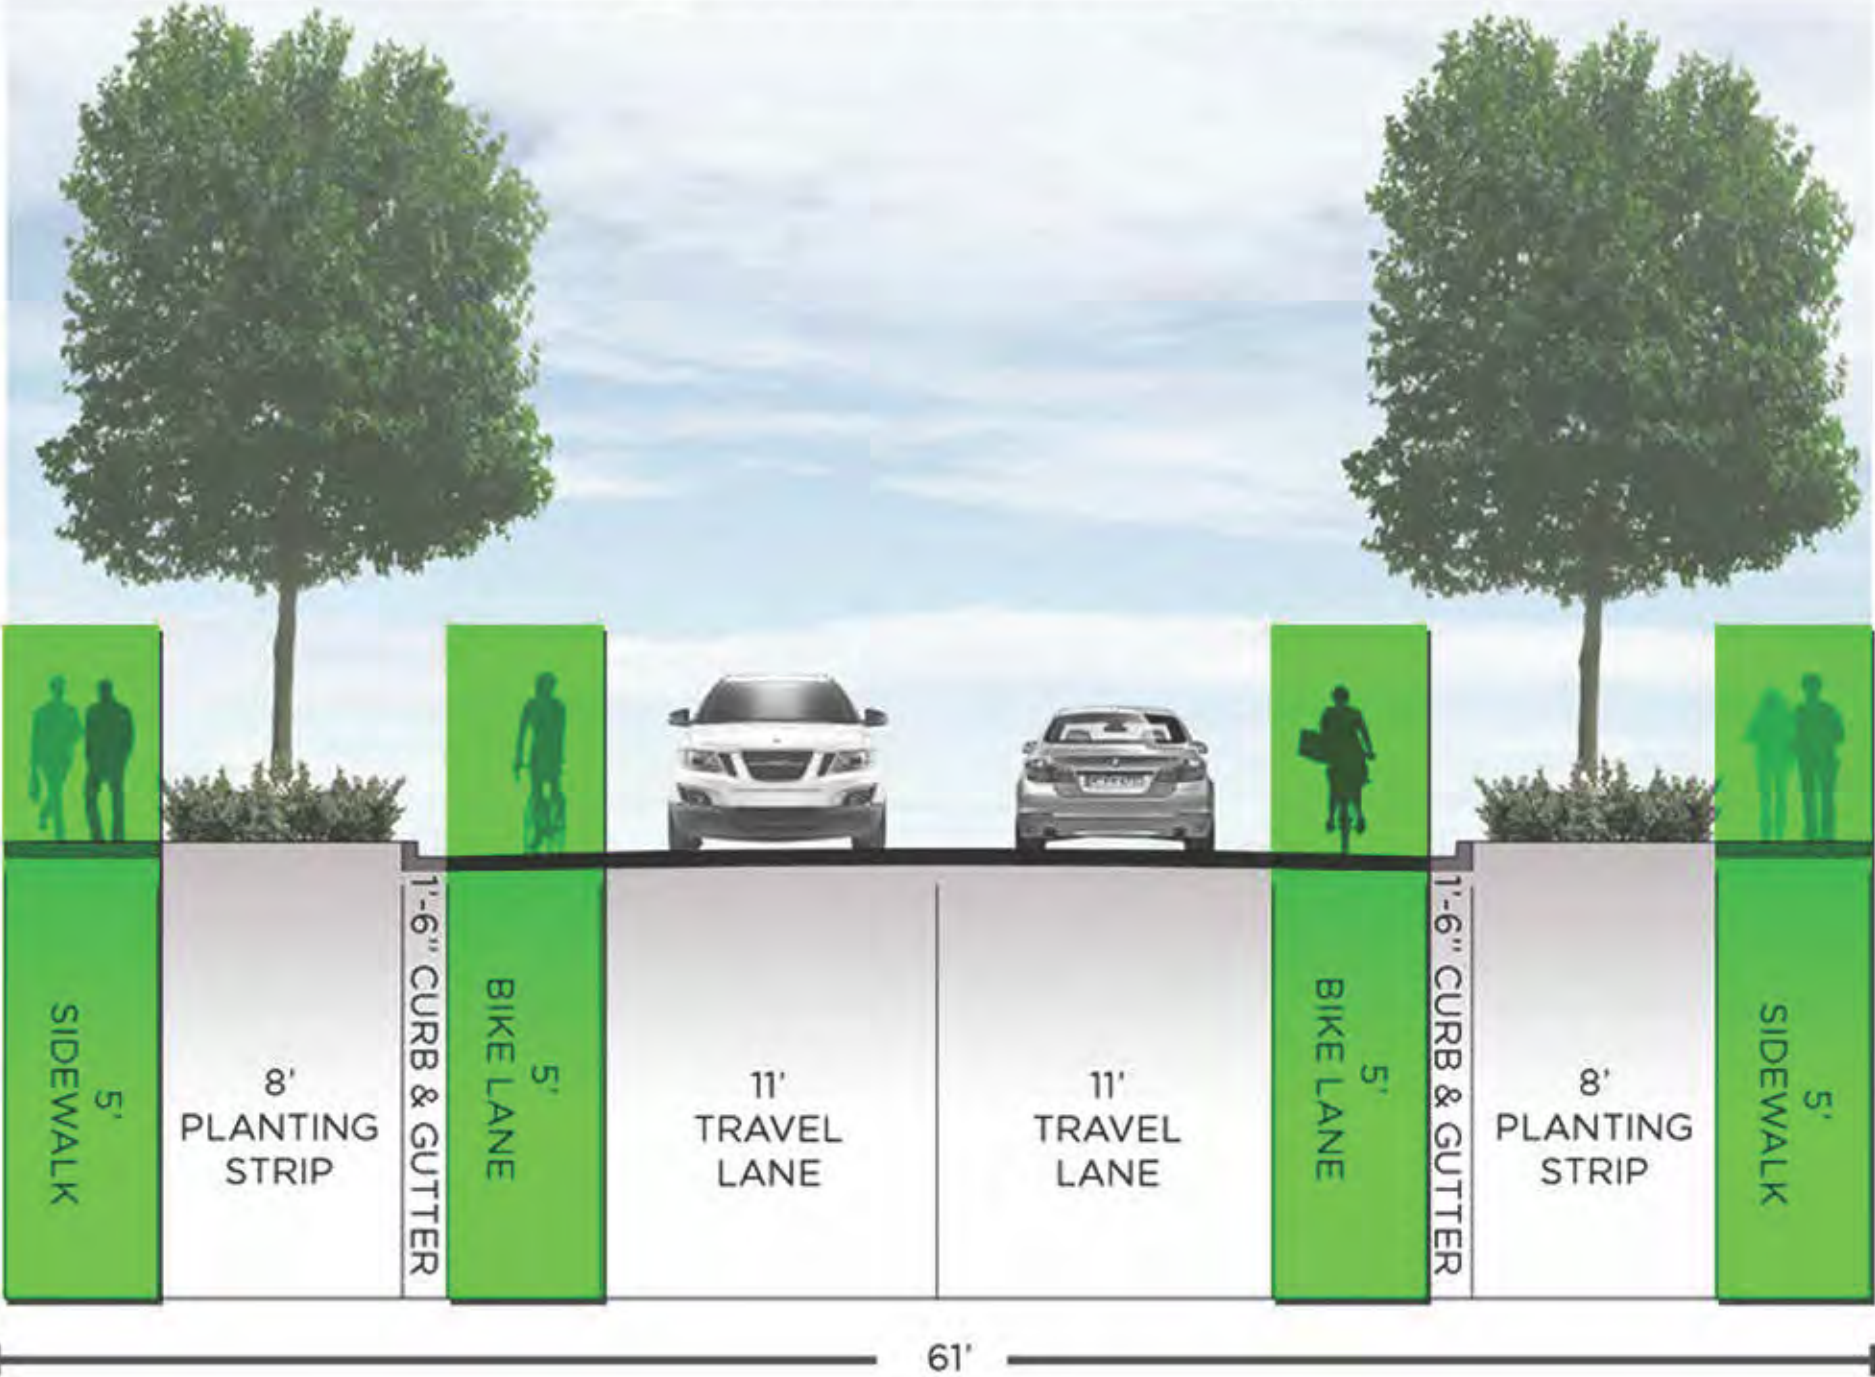 5'
SIDEWALK
8'
PLANTING
STRIP
1'-6" CURB & GUTTER
5'
BIKE LANE
11'
TRAVEL
LANE
11'
TRAVEL
LANE
5'
BIKE LANE
1'-6" CURB & GUTTER
8'
PLANTING
STRIP
5'
SIDEWALK
61'